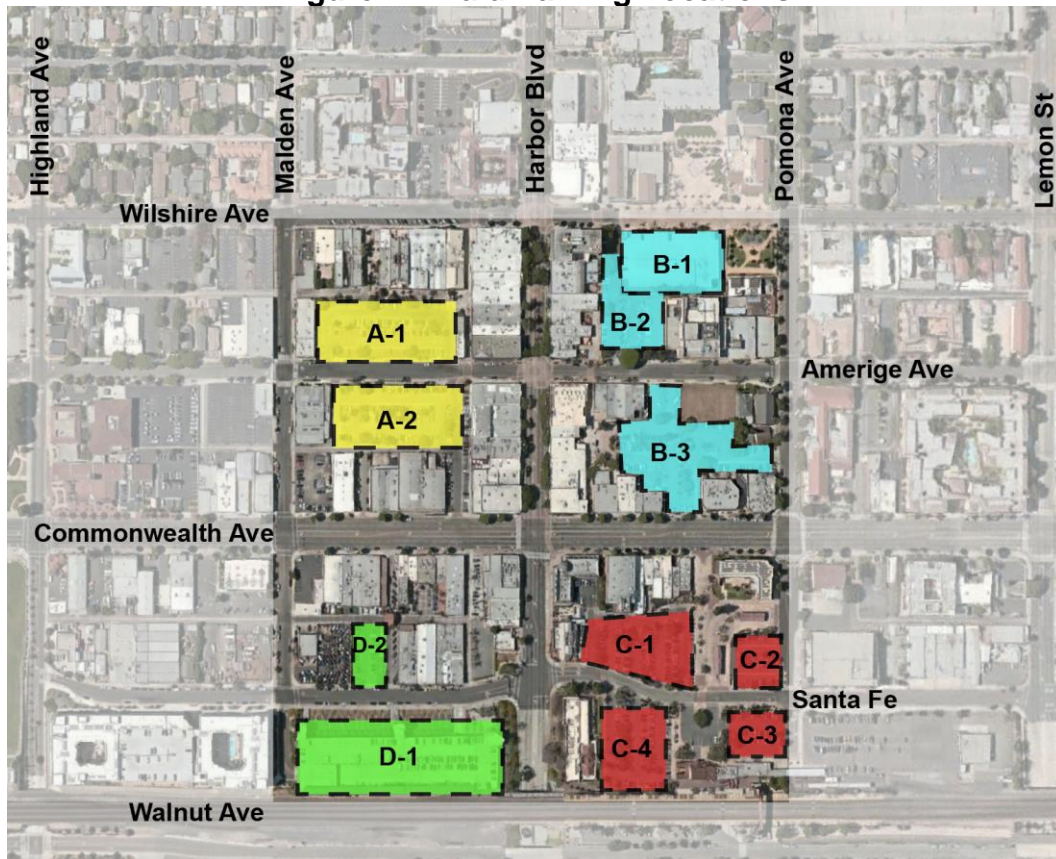 Highland Ave
Malden Ave
Harbor Blvd
Pomona Ave
Lemon St
Wilshire Ave
B-1
A-1
B-2
Amerige Ave
A-2
B-3
Commonwealth Ave
D-2
C-1
C-2
Santa Fe
C-3
D-1
C-4
Walnut Ave